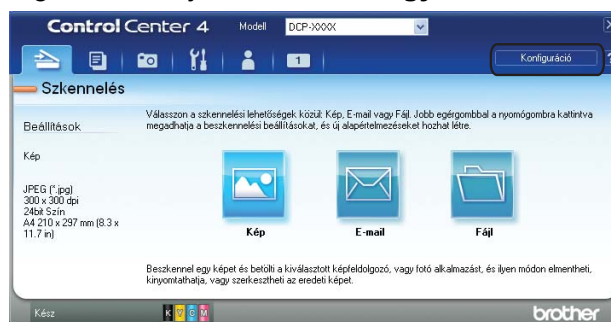 Control Center 4 Modell DCP-XXXX X
1 Konfiguráció ?
Szkennelés
Beállítások
Kép
JPEG (*.jpg)
300 x 300 dpi
24bit Szín
A4 210 x 297 mm (8.3 x
11.7 in)
Válasszon a szkennelési lehetőségek közül: Kép, E-mail vagy Fájl. Jobb egérgombbal a nyomógombra kattintva
megadhatja a beszkennelési beállításokat, és új alapértelmezéseket hozhat létre.
Kép E-mail Fájl
Beszkennel egy képet és betölti a kiválasztott képfeldolgozó, vagy fotó alkalmazást, és ilyen módon elmentheti,
kinyomtathatja, vagy szerkesztheti az eredeti képet.
Kész K Y C M brother